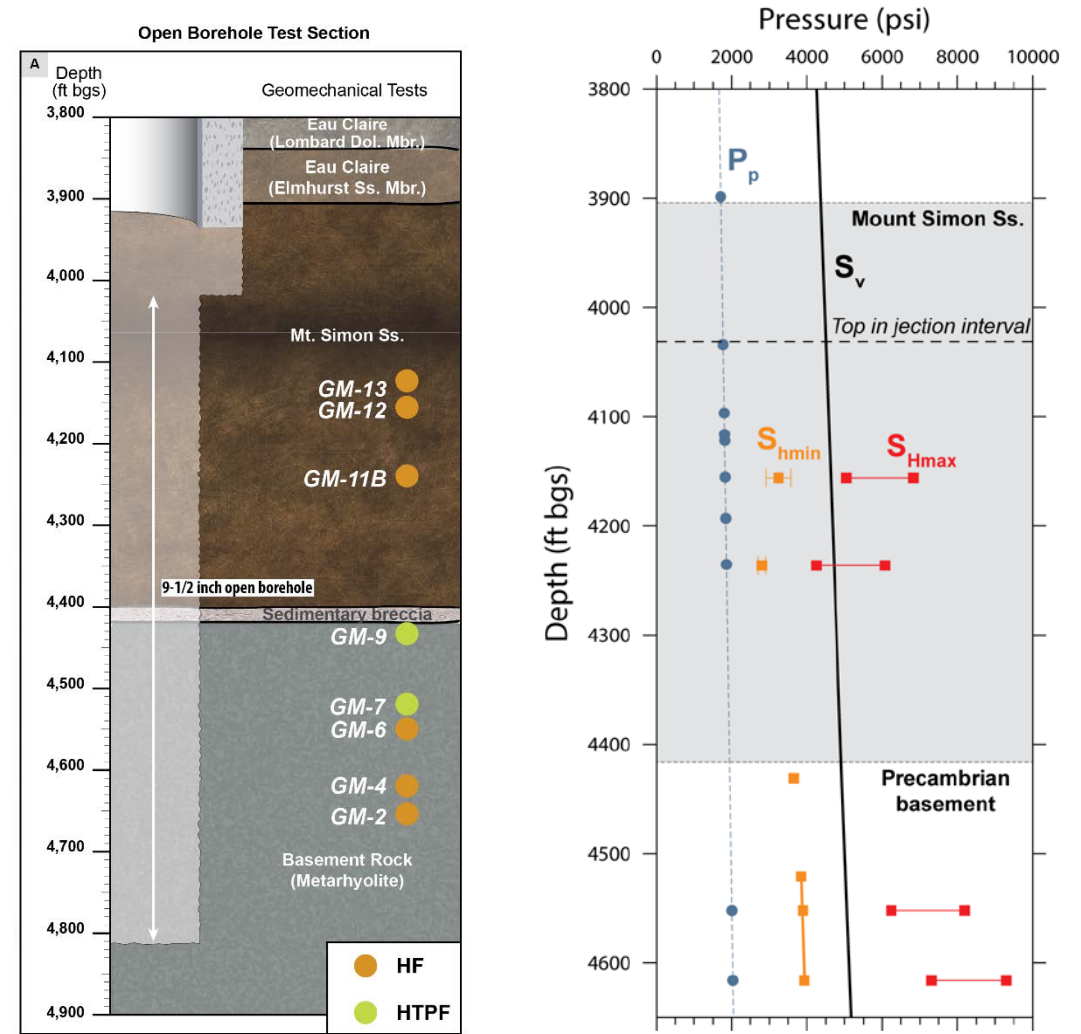 Open Borehole Test Section
A
Depth
(ft bgs)
Geomechanical Tests
3,800
3,900
4,000
4,100
4,200
4,300
4,400
4,500
4,600
4,700
4,800
4,900
Eau Claire
(Lombard Dol. Mbr.)
Eau Claire
(Elmhurst Ss. Mbr.)
Mt. Simon Ss.
GM-13
GM-12
GM-11B
9-1/2 inch open borehole
Sedimentary breccia
GM-9
GM-7
GM-6
GM-4
GM-2
Basement Rock
(Metarhyolite)
HF
HTPF
Pressure (psi)
0 2000 4000 6000 8000 10000
Depth (ft bgs)
3800
3900
4000
4100
4200
4300
4400
4500
4600
Pp
Mount Simon Ss.
Sv
Top in jection interval
Shmin
SHmax
Precambrian
basement